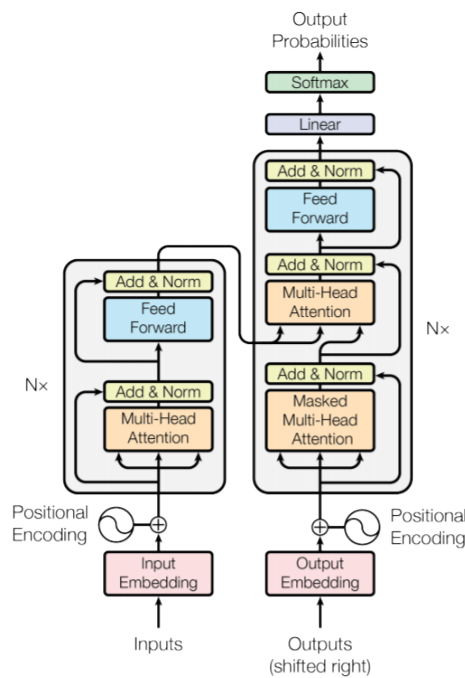 Output
Probabilities
Softmax
Linear
Add & Norm
Feed
Forward
Add & Norm
Multi-Head
Attention
Add & Norm
Masked
Multi-Head
Attention
N×
Add & Norm
Feed
Forward
Add & Norm
Multi-Head
Attention
N×
Positional
Encoding
Positional
Encoding
Input
Embedding
Output
Embedding
Inputs
Outputs
(shifted right)